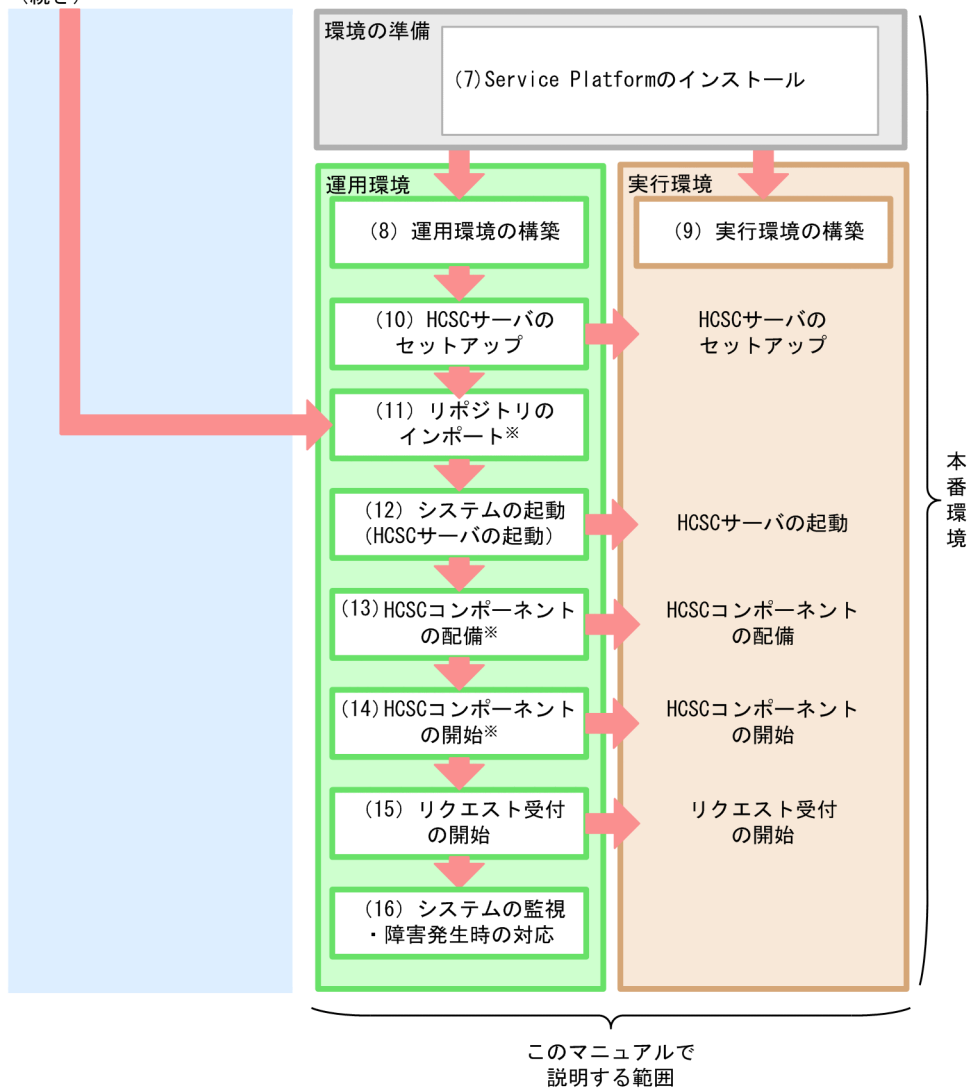 （続き）
環境の準備
(7)Service Platformのインストール
運用環境
実行環境
(8) 運用環境の構築
(9) 実行環境の構築
(10) HCSCサーバの
セットアップ
HCSCサーバの
セットアップ
(11) リポジトリの
インポート※
(12) システムの起動
(HCSCサーバの起動)
HCSCサーバの起動
(13)HCSCコンポーネント
の配備※
HCSCコンポーネント
の配備
(14)HCSCコンポーネント
の開始※
HCSCコンポーネント
の開始
(15) リクエスト受付
の開始
リクエスト受付
の開始
(16) システムの監視
・障害発生時の対応
本番環境
このマニュアルで
説明する範囲